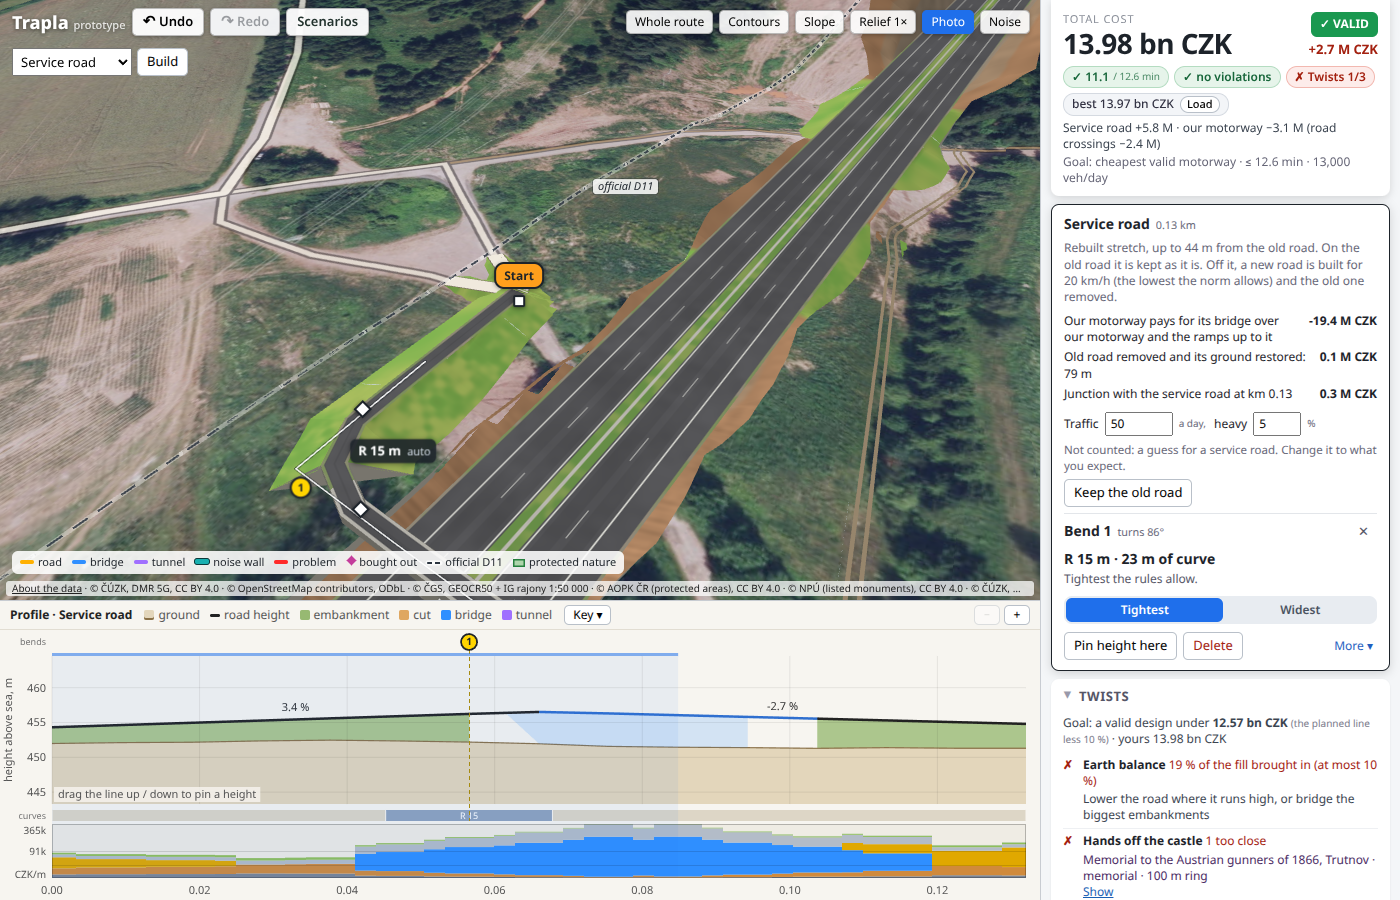 Trapla prototype ↶ Undo ↷ Redo Scenarios
Whole route Contours Slope Relief 1× Photo Noise
Service road Build
official D11
Start
R 15 m auto
1
road bridge tunnel noise wall problem bought out official D11 protected nature
About the data · © ČÚZK, DMR 5G, CC BY 4.0 · © OpenStreetMap contributors, ODbL · © ČGS, GEOCR50 + IG rajony 1:50 000 · © AOPK ČR (protected areas), CC BY 4.0 · © NPÚ (listed monuments), CC BY 4.0 · © ČÚZK, ...
Profile · Service road ground road height embankment cut bridge tunnel Key ▾ − +
bends 1
height above sea, m
460
455
450
445
3.4 %
-2.7 %
drag the line up / down to pin a height
curves R 15
365k
91k
CZK/m
0.00 0.02 0.04 0.06 0.08 0.10 0.12
TOTAL COST
✓ VALID
13.98 bn CZK
+2.7 M CZK
✓ 11.1 / 12.6 min ✓ no violations ✗ Twists 1/3
best 13.97 bn CZK Load
Service road +5.8 M · our motorway −3.1 M (road
crossings −2.4 M)
Goal: cheapest valid motorway · ≤ 12.6 min · 13,000
veh/day
Service road 0.13 km
Rebuilt stretch, up to 44 m from the old road. On the
old road it is kept as it is. Off it, a new road is built for
20 km/h (the lowest the norm allows) and the old one
removed.
Our motorway pays for its bridge over -19.4 M CZK
our motorway and the ramps up to it
Old road removed and its ground restored: 0.1 M CZK
79 m
Junction with the service road at km 0.13 0.3 M CZK
Traffic 50 a day, heavy 5 %
Not counted: a guess for a service road. Change it to what
you expect.
Keep the old road
Bend 1 turns 86° ✕
R 15 m · 23 m of curve
Tightest the rules allow.
Tightest Widest
Pin height here Delete More ▾
▼ TWISTS
Goal: a valid design under 12.57 bn CZK (the planned line
less 10 %) · yours 13.98 bn CZK
✗ Earth balance 19 % of the fill brought in (at most 10
%)
Lower the road where it runs high, or bridge the
biggest embankments
✗ Hands off the castle 1 too close
Memorial to the Austrian gunners of 1866, Trutnov ·
memorial · 100 m ring
Show